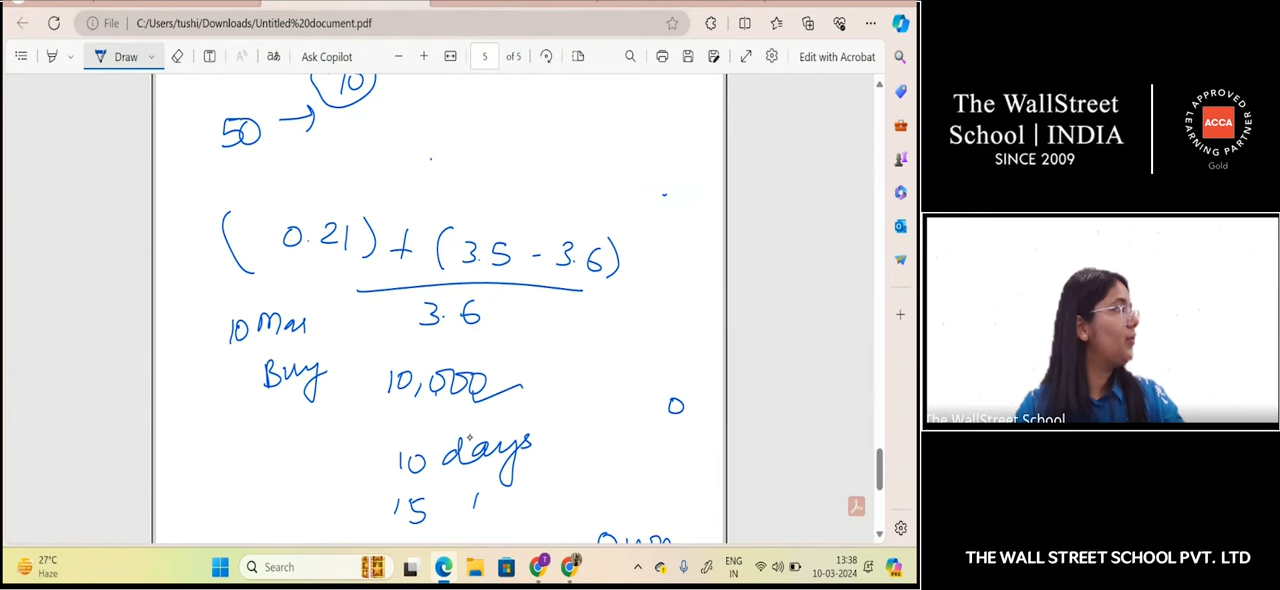 File
C:/Users/tushi/Downloads/Untitled%20document.pdf
Draw
Ask Copilot
5 of 5
Edit with Acrobat
10
50 →
( 0.21) + (3.5 - 3.6)
3.6
10 Mar
Buy 10,000
0
10 days
15 "
The WallStreet
School | INDIA
SINCE 2009
APPROVED
LEARNING PARTNER
ACCA
Gold
The WallStreet School
THE WALL STREET SCHOOL PVT. LTD
27°C
Haze
Search
ENG
IN
13:38
10-03-2024